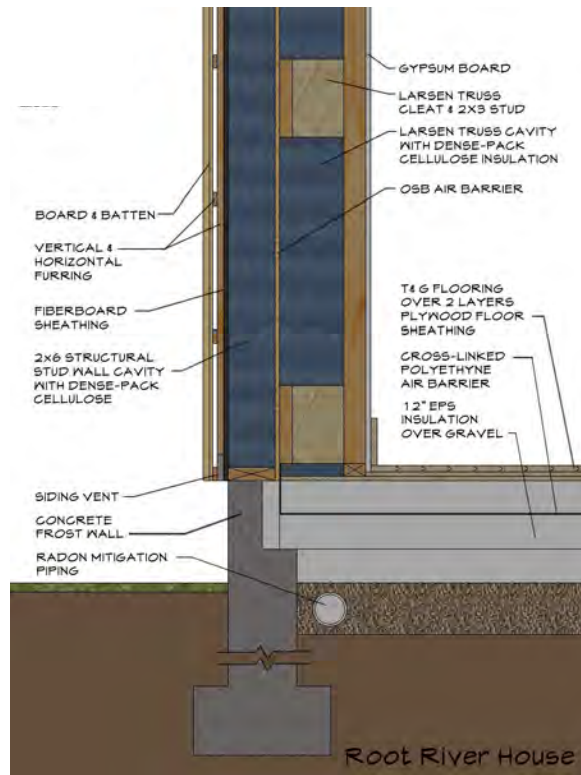 GYPSUM BOARD
LARSEN TRUSS
CLEAT & 2X3 STUD
LARSEN TRUSS CAVITY
WITH DENSE-PACK
CELLULOSE INSULATION
OSB AIR BARRIER
BOARD & BATTEN
VERTICAL &
HORIZONTAL
FURRING
FIBERBOARD
SHEATHING
2X6 STRUCTURAL
STUD WALL CAVITY
WITH DENSE-PACK
CELLULOSE
T&G FLOORING
OVER 2 LAYERS
PLYWOOD FLOOR
SHEATHING
CROSS-LINKED
POLYETHYNE
AIR BARRIER
12" EPS
INSULATION
OVER GRAVEL
SIDING VENT
CONCRETE
FROST WALL
RADON MITIGATION
PIPING
Root River House